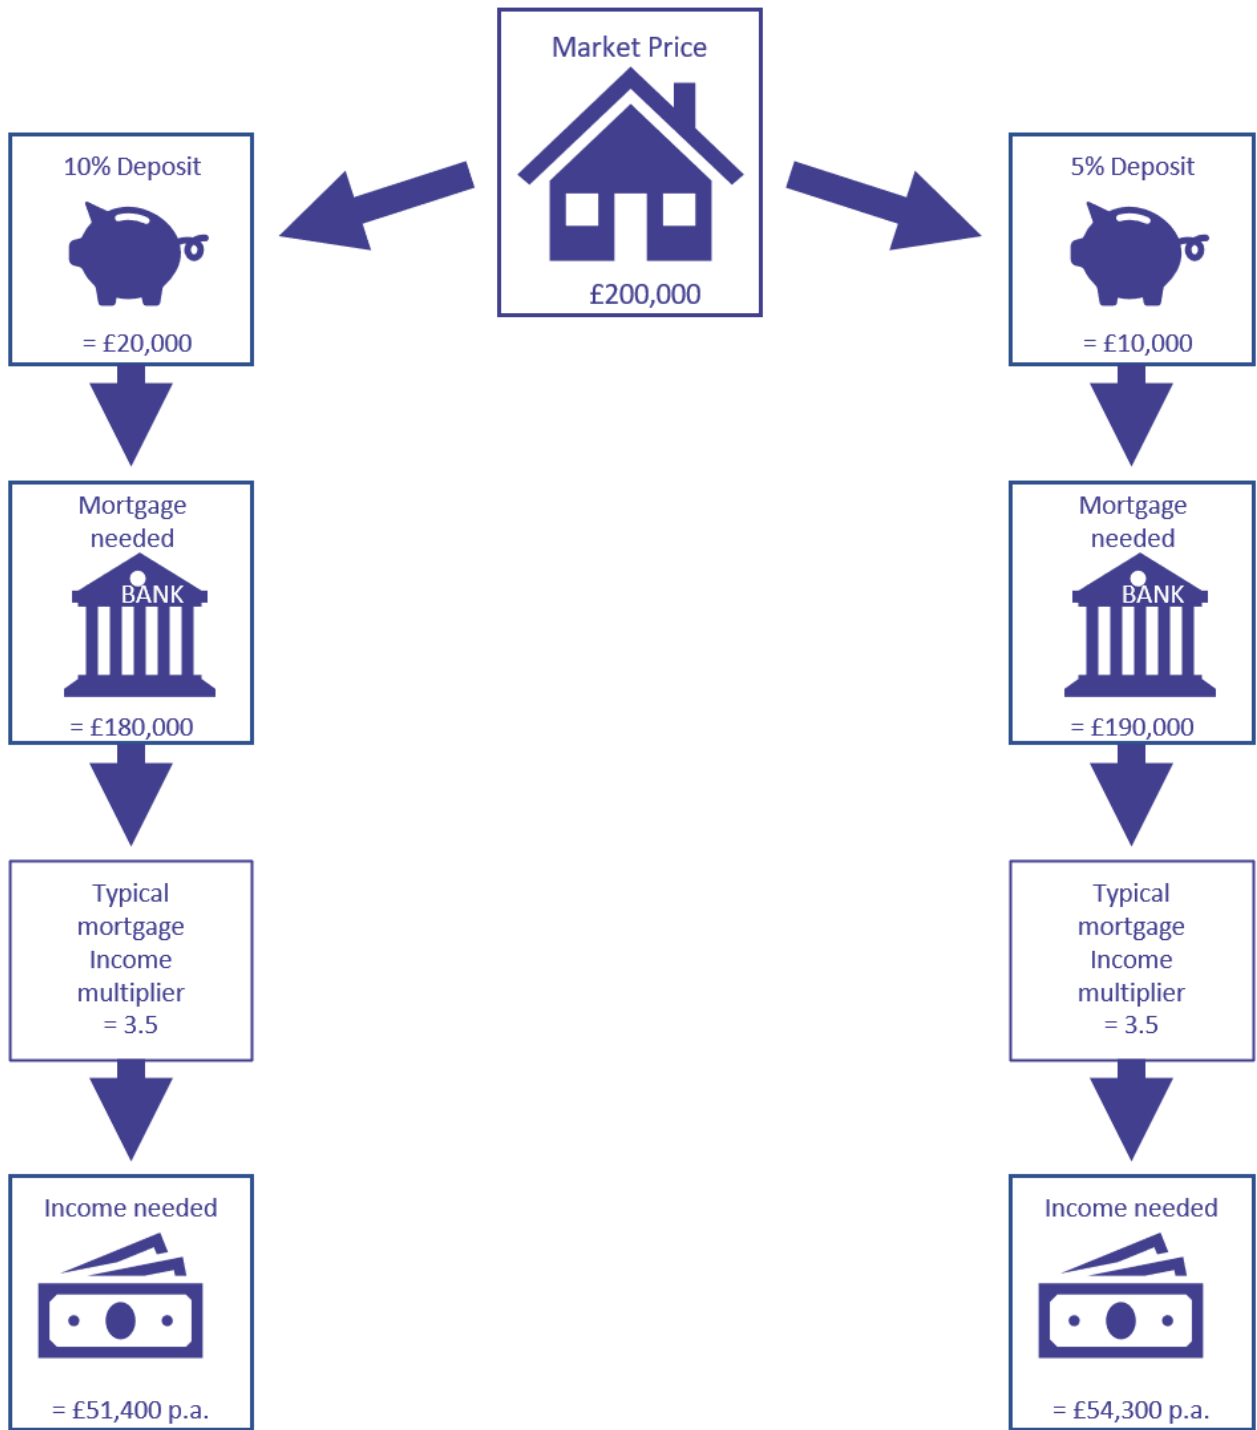 Market Price
£200,000
10% Deposit
= £20,000
Mortgage
needed
BANK
= £180,000
Typical
mortgage
Income
multiplier
= 3.5
Income needed
= £51,400 p.a.
5% Deposit
= £10,000
Mortgage
needed
BANK
= £190,000
Typical
mortgage
Income
multiplier
= 3.5
Income needed
= £54,300 p.a.